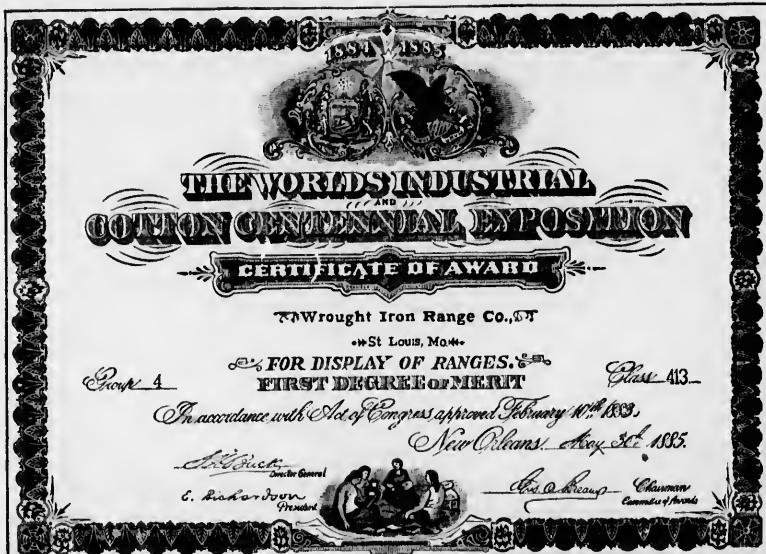 1884 1885
THE WORLDS INDUSTRIAL
AND
COTTON CENTENNIAL EXPOSITION
CERTIFICATE OF AWARD
Wrought Iron Range Co.,
St Louis, Mo.
FOR DISPLAY OF RANGES.
Group 4 FIRST DEGREE OF MERIT Class 413
In accordance with Act of Congress, approved February 10th 1883.
New Orleans. May 30th 1885.
Buck
Director General
E. Richardson
President
Chairman
Committee of Awards